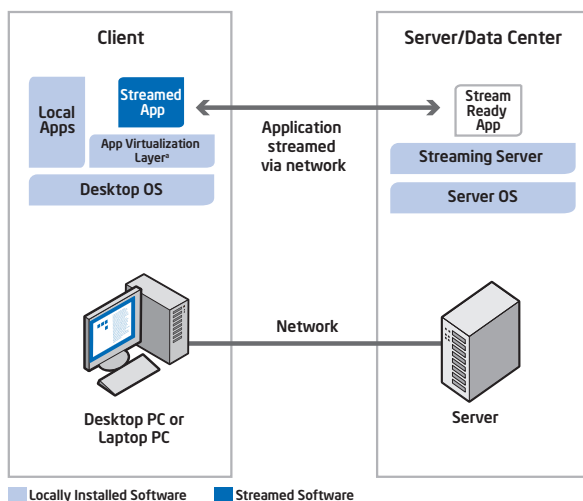 Client
Server/Data Center
Local
Apps
Streamed
App
App Virtualization
Layerª
Desktop OS
Application
streamed
via network
Stream
Ready
App
Streaming Server
Server OS
Network
Desktop PC or
Laptop PC
Server
Locally Installed Software
Streamed Software